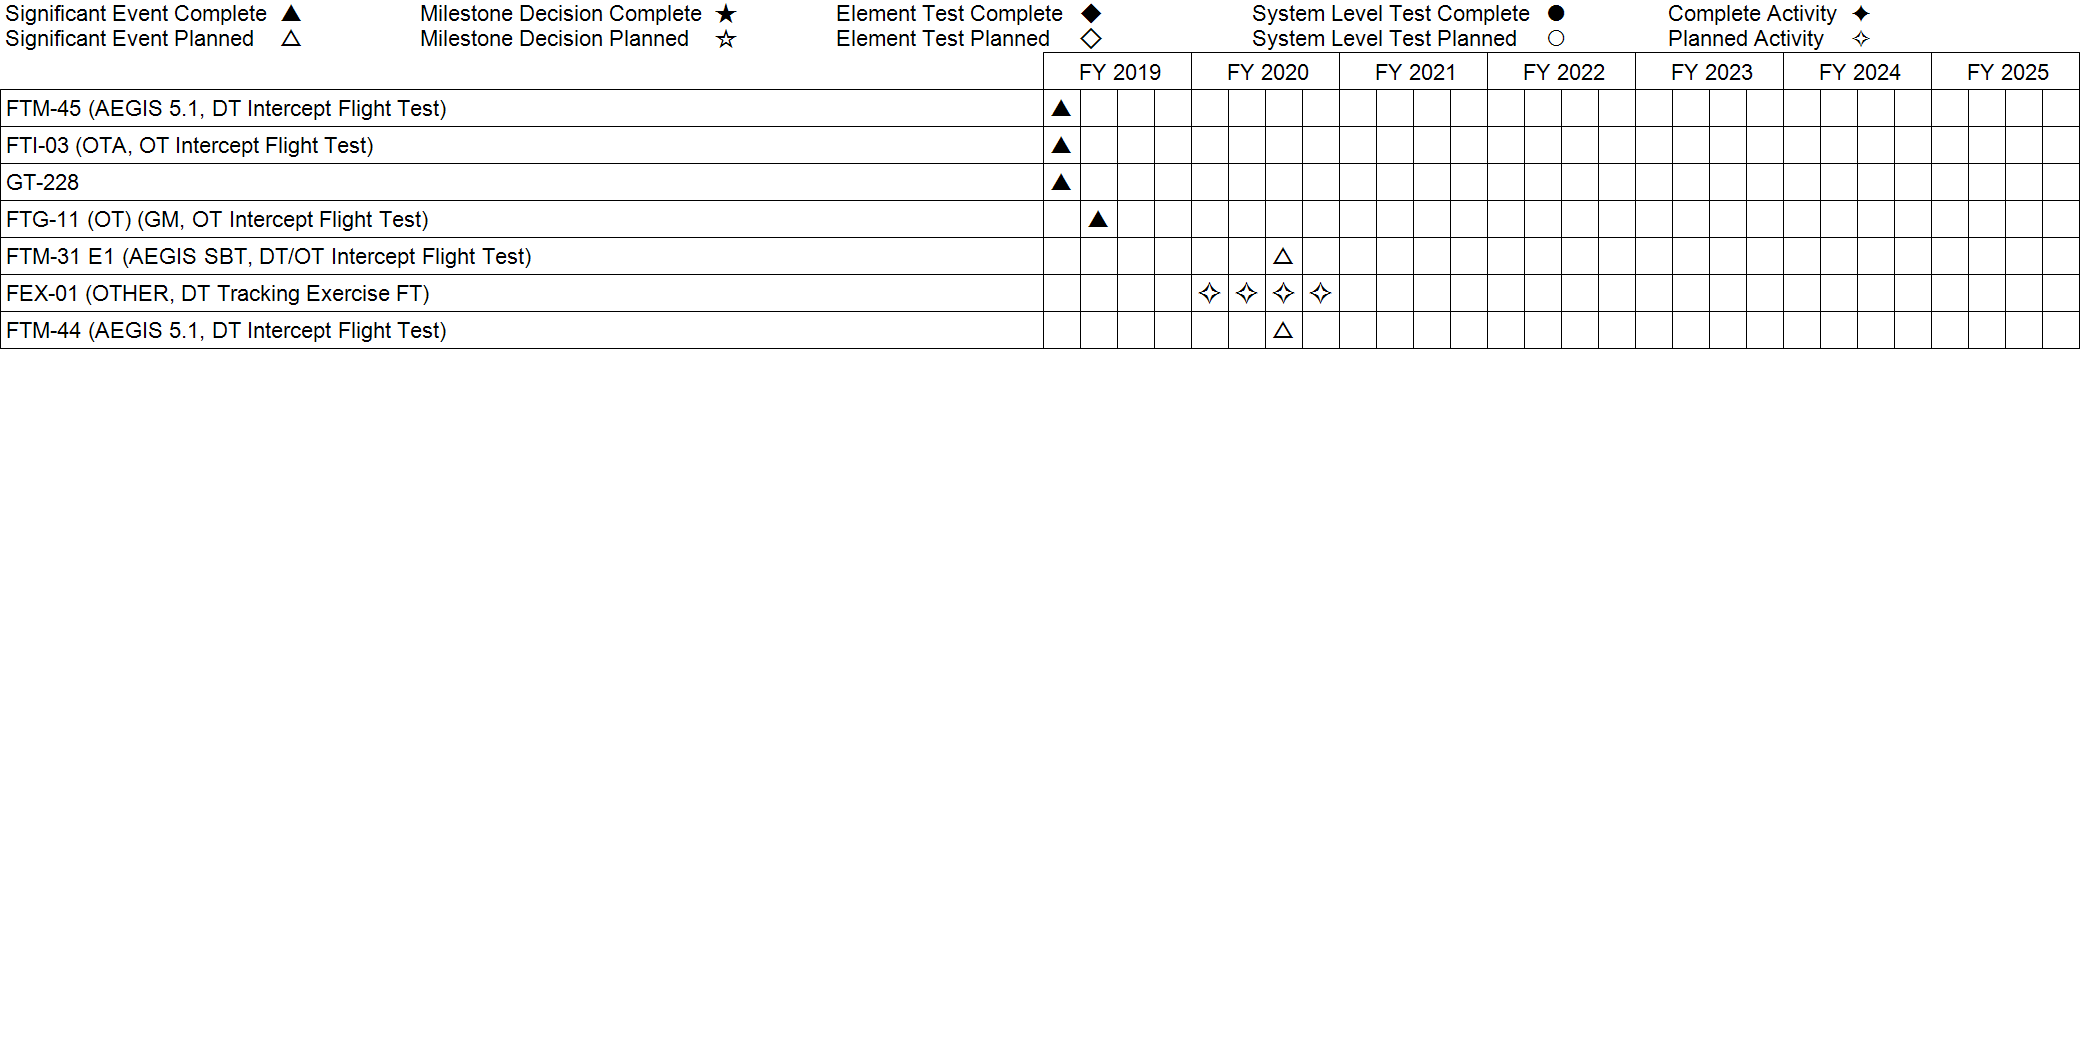 Significant Event Complete ▲ Milestone Decision Complete ★ Element Test Complete ◆ System Level Test Complete ● Complete Activity ✦
Significant Event Planned △ Milestone Decision Planned ☆ Element Test Planned ◇ System Level Test Planned ○ Planned Activity ✧
FY 2019 FY 2020 FY 2021 FY 2022 FY 2023 FY 2024 FY 2025
FTM-45 (AEGIS 5.1, DT Intercept Flight Test) ▲
FTI-03 (OTA, OT Intercept Flight Test) ▲
GT-228 ▲
FTG-11 (OT) (GM, OT Intercept Flight Test) ▲
FTM-31 E1 (AEGIS SBT, DT/OT Intercept Flight Test) △
FEX-01 (OTHER, DT Tracking Exercise FT) ✧ ✧ ✧ ✧
FTM-44 (AEGIS 5.1, DT Intercept Flight Test) △